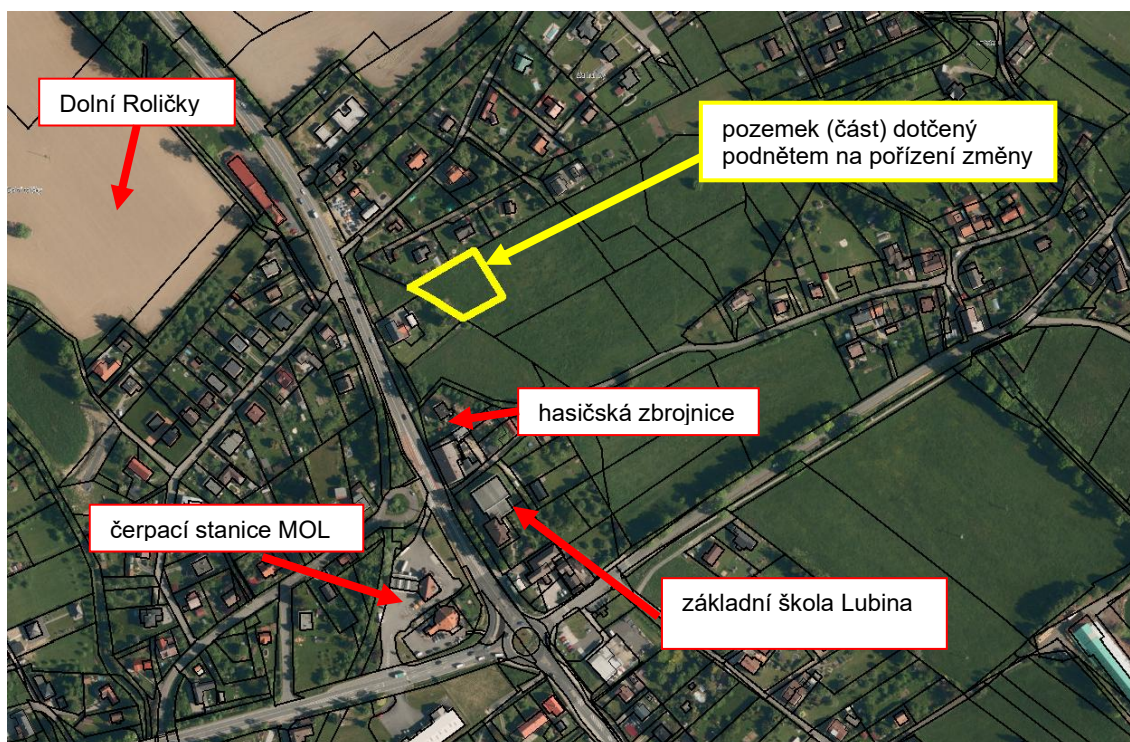 Dolní Roličky
pozemek (část) dotčený
podnětem na pořízení změny
hasičská zbrojnice
čerpací stanice MOL
základní škola Lubina